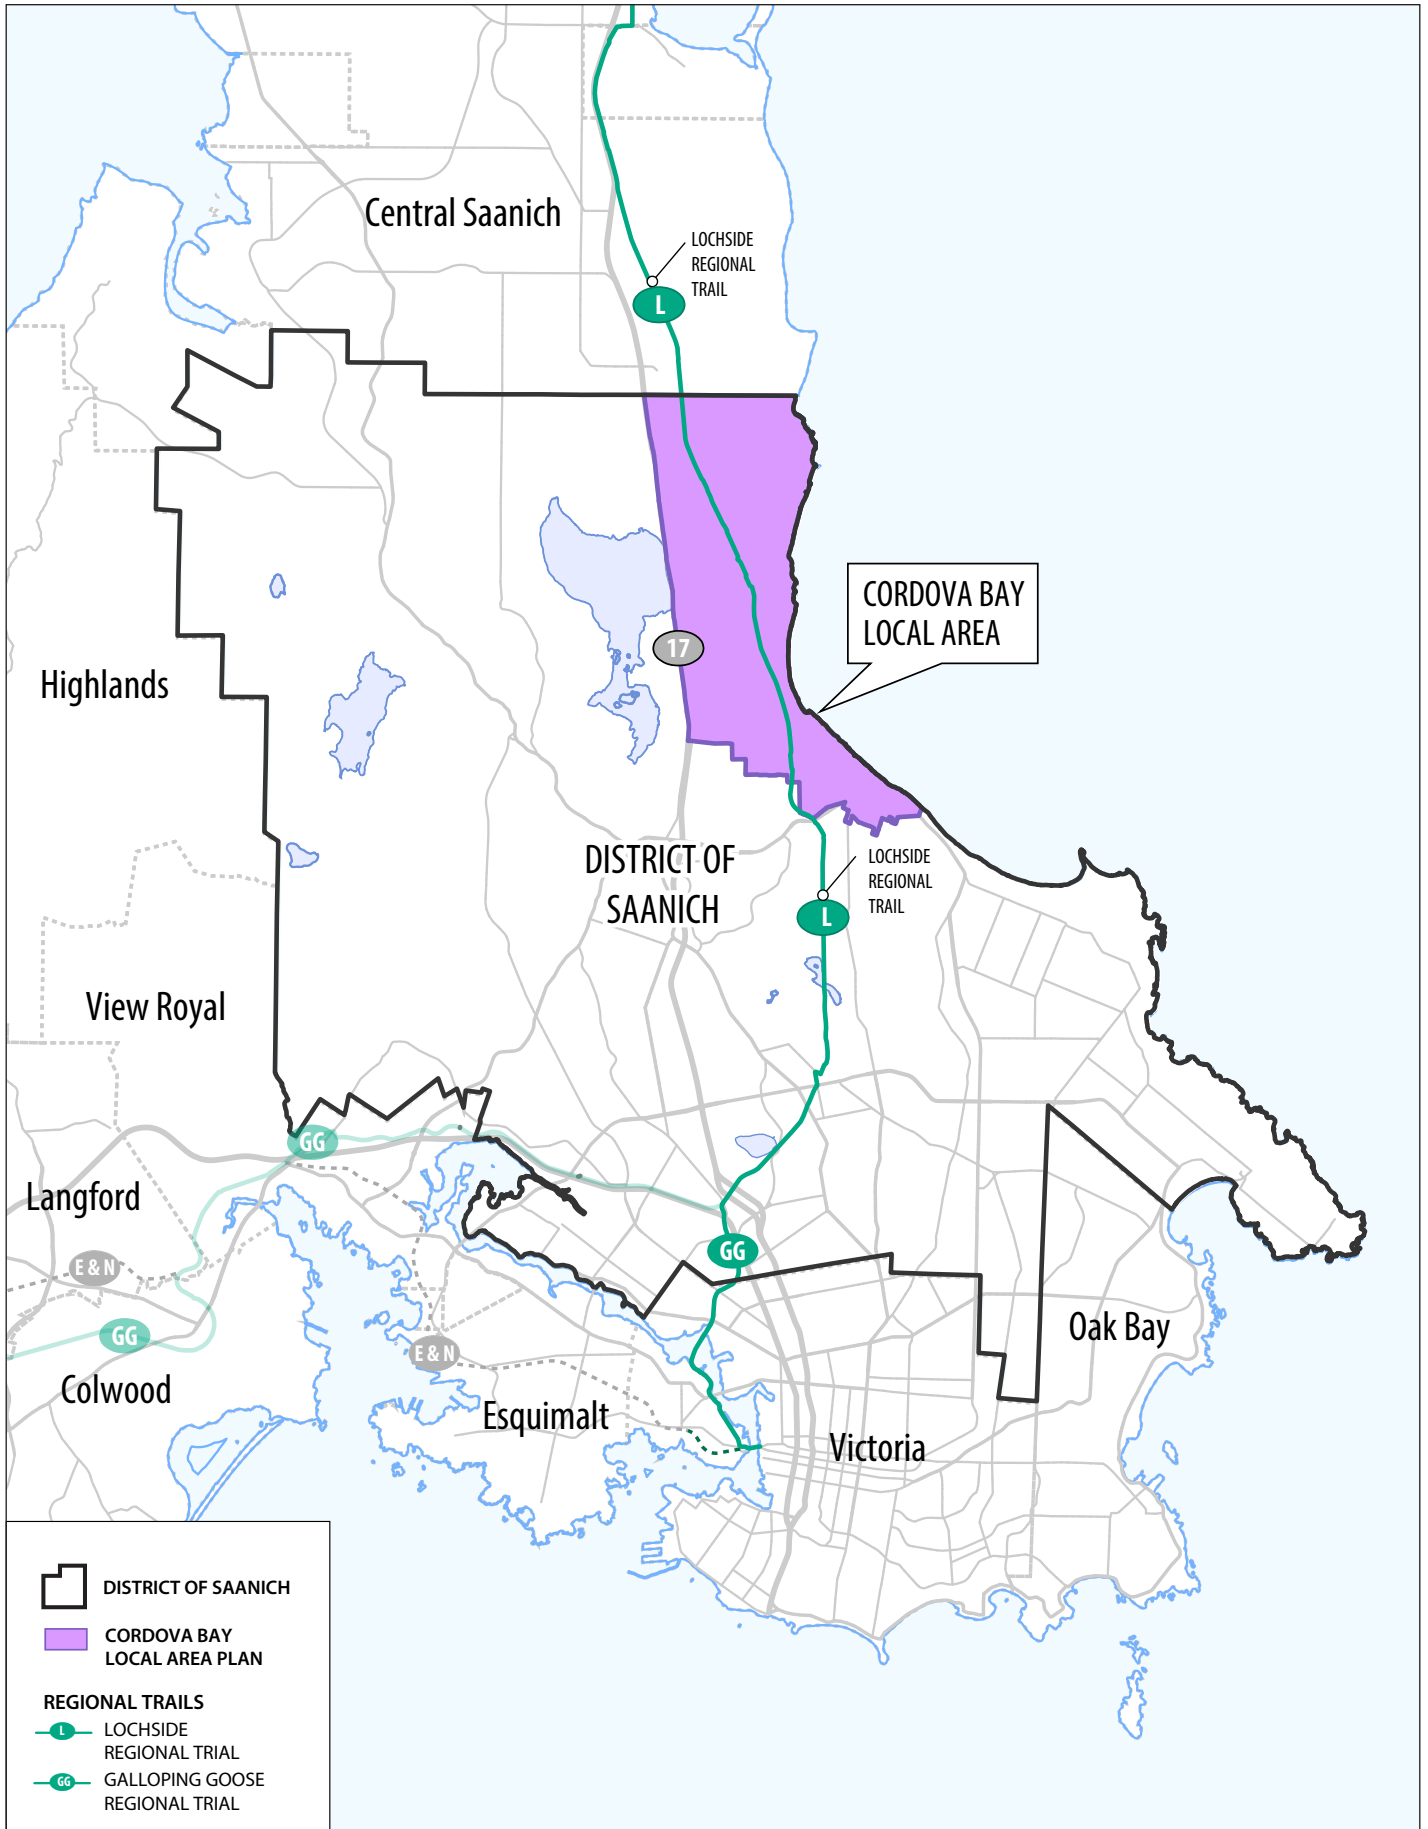 Central Saanich
LOCHSIDE
REGIONAL
TRAIL
L
CORDOVA BAY
LOCAL AREA
17
Highlands
DISTRICT OF
SAANICH
LOCHSIDE
REGIONAL
TRAIL
L
View Royal
GG
Langford
GG
E & N
GG
Oak Bay
E & N
Colwood
Esquimalt
Victoria
DISTRICT OF SAANICH
CORDOVA BAY
LOCAL AREA PLAN
REGIONAL TRAILS
L LOCHSIDE
REGIONAL TRIAL
GG GALLOPING GOOSE
REGIONAL TRIAL